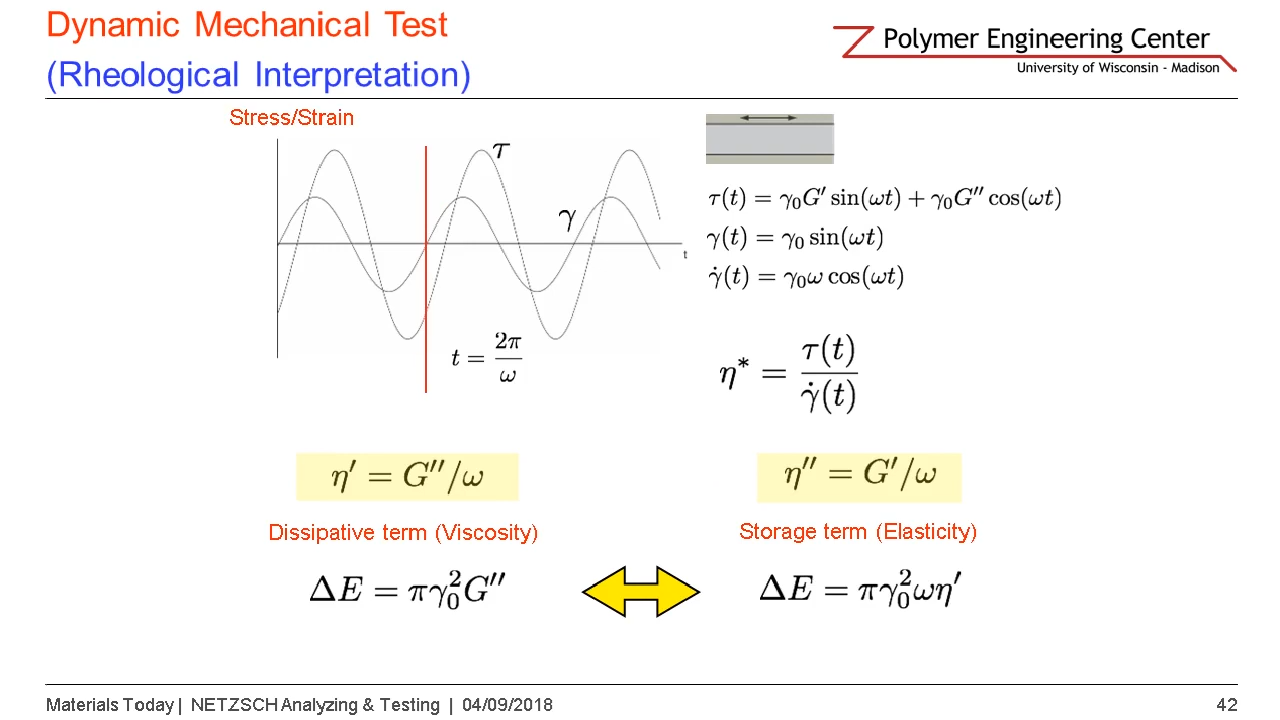 Dynamic Mechanical Test
(Rheological Interpretation)
Polymer Engineering Center
University of Wisconsin - Madison
Stress/Strain
τ
γ
t
t = 2π/ω
τ(t) = γ₀G′ sin(ωt) + γ₀G″ cos(ωt)
γ(t) = γ₀ sin(ωt)
γ̇(t) = γ₀ω cos(ωt)
η* = τ(t)/γ̇(t)
η′ = G″/ω
η″ = G′/ω
Dissipative term (Viscosity)
Storage term (Elasticity)
ΔE = πγ₀²G″
ΔE = πγ₀²ωη′
Materials Today | NETZSCH Analyzing & Testing | 04/09/2018
42